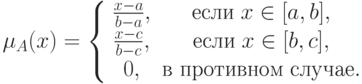 μ_A(x) = { (x−a)/(b−a), если x ∈ [a, b],
(x−c)/(b−c), если x ∈ [b, c],
0, в противном случае.